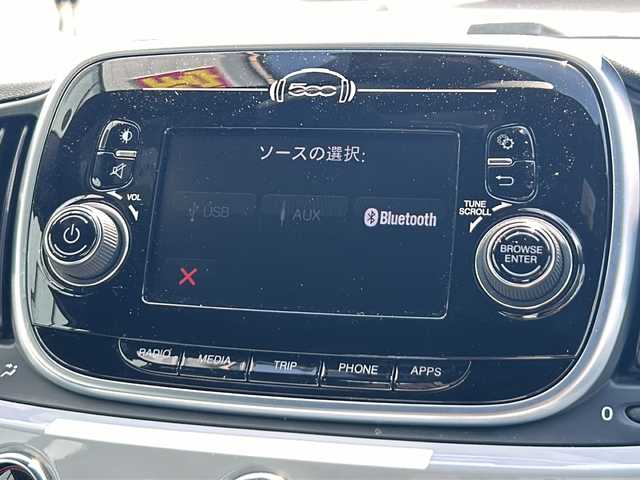 500
ソースの選択:
VOL
TUNE
SCROLL
USB
AUX
Bluetooth
BROWSE
ENTER
RADIO
MEDIA
TRIP
PHONE
APPS
0